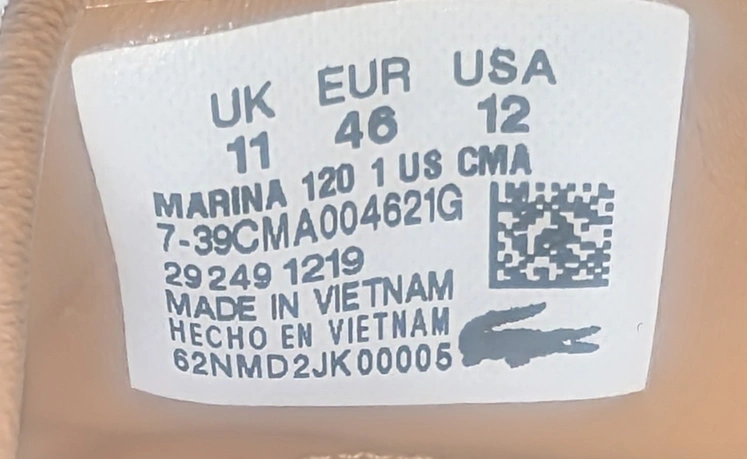 UK EUR USA
11 46 12
MARINA 120 1 US CMA
7-39CMA004621G
29249 1219
MADE IN VIETNAM
HECHO EN VIETNAM
62NMD2JK00005